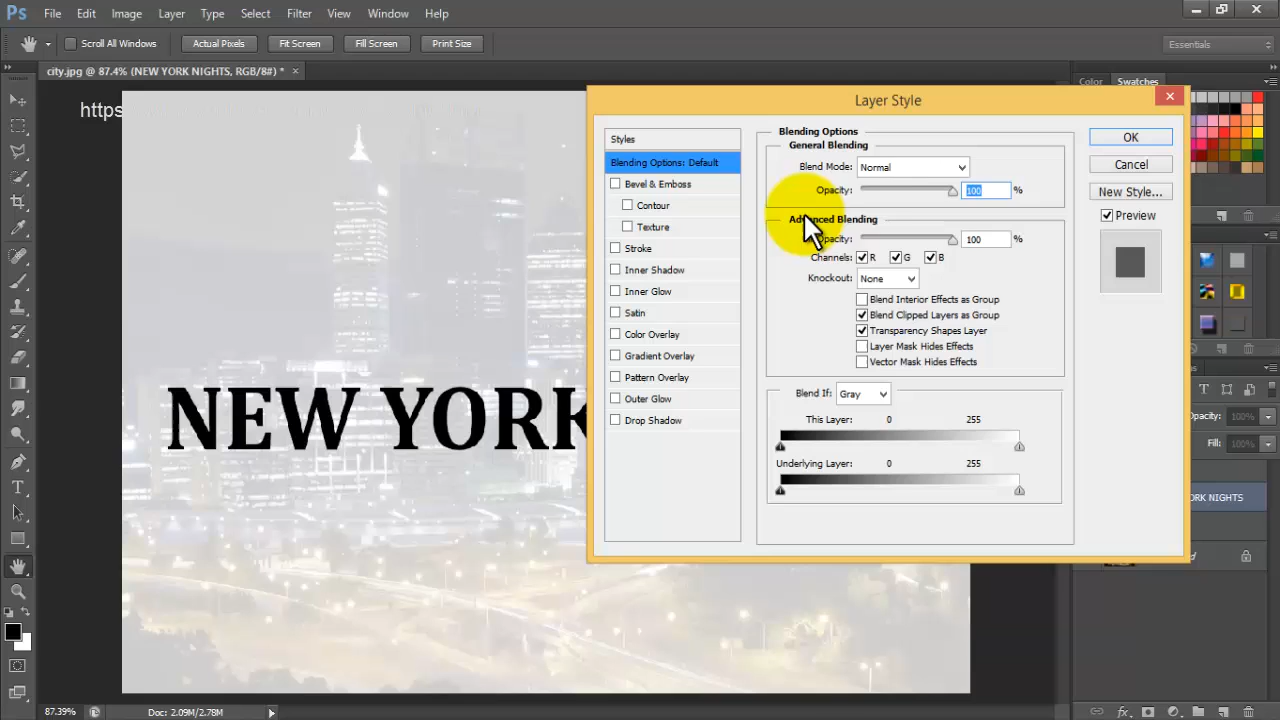 Ps File Edit Image Layer Type Select Filter View Window Help
Scroll All Windows Actual Pixels Fit Screen Fill Screen Print Size Essentials
city.jpg @ 87.4% (NEW YORK NIGHTS, RGB/8#) * ×
Color Swatches
https
Layer Style
Styles
Blending Options: Default
Bevel & Emboss
Contour
Texture
Stroke
Inner Shadow
Inner Glow
Satin
Color Overlay
Gradient Overlay
Pattern Overlay
Outer Glow
Drop Shadow
Blending Options
General Blending
Blend Mode: Normal
Opacity: 100 %
Advanced Blending
Opacity: 100 %
Channels: R G B
Knockout: None
Blend Interior Effects as Group
Blend Clipped Layers as Group
Transparency Shapes Layer
Layer Mask Hides Effects
Vector Mask Hides Effects
Blend If: Gray
This Layer: 0 255
Underlying Layer: 0 255
OK
Cancel
New Style...
Preview
NEW YORK
Opacity: 100%
Fill: 100%
RK NIGHTS
87.39% Doc: 2.09M/2.78M